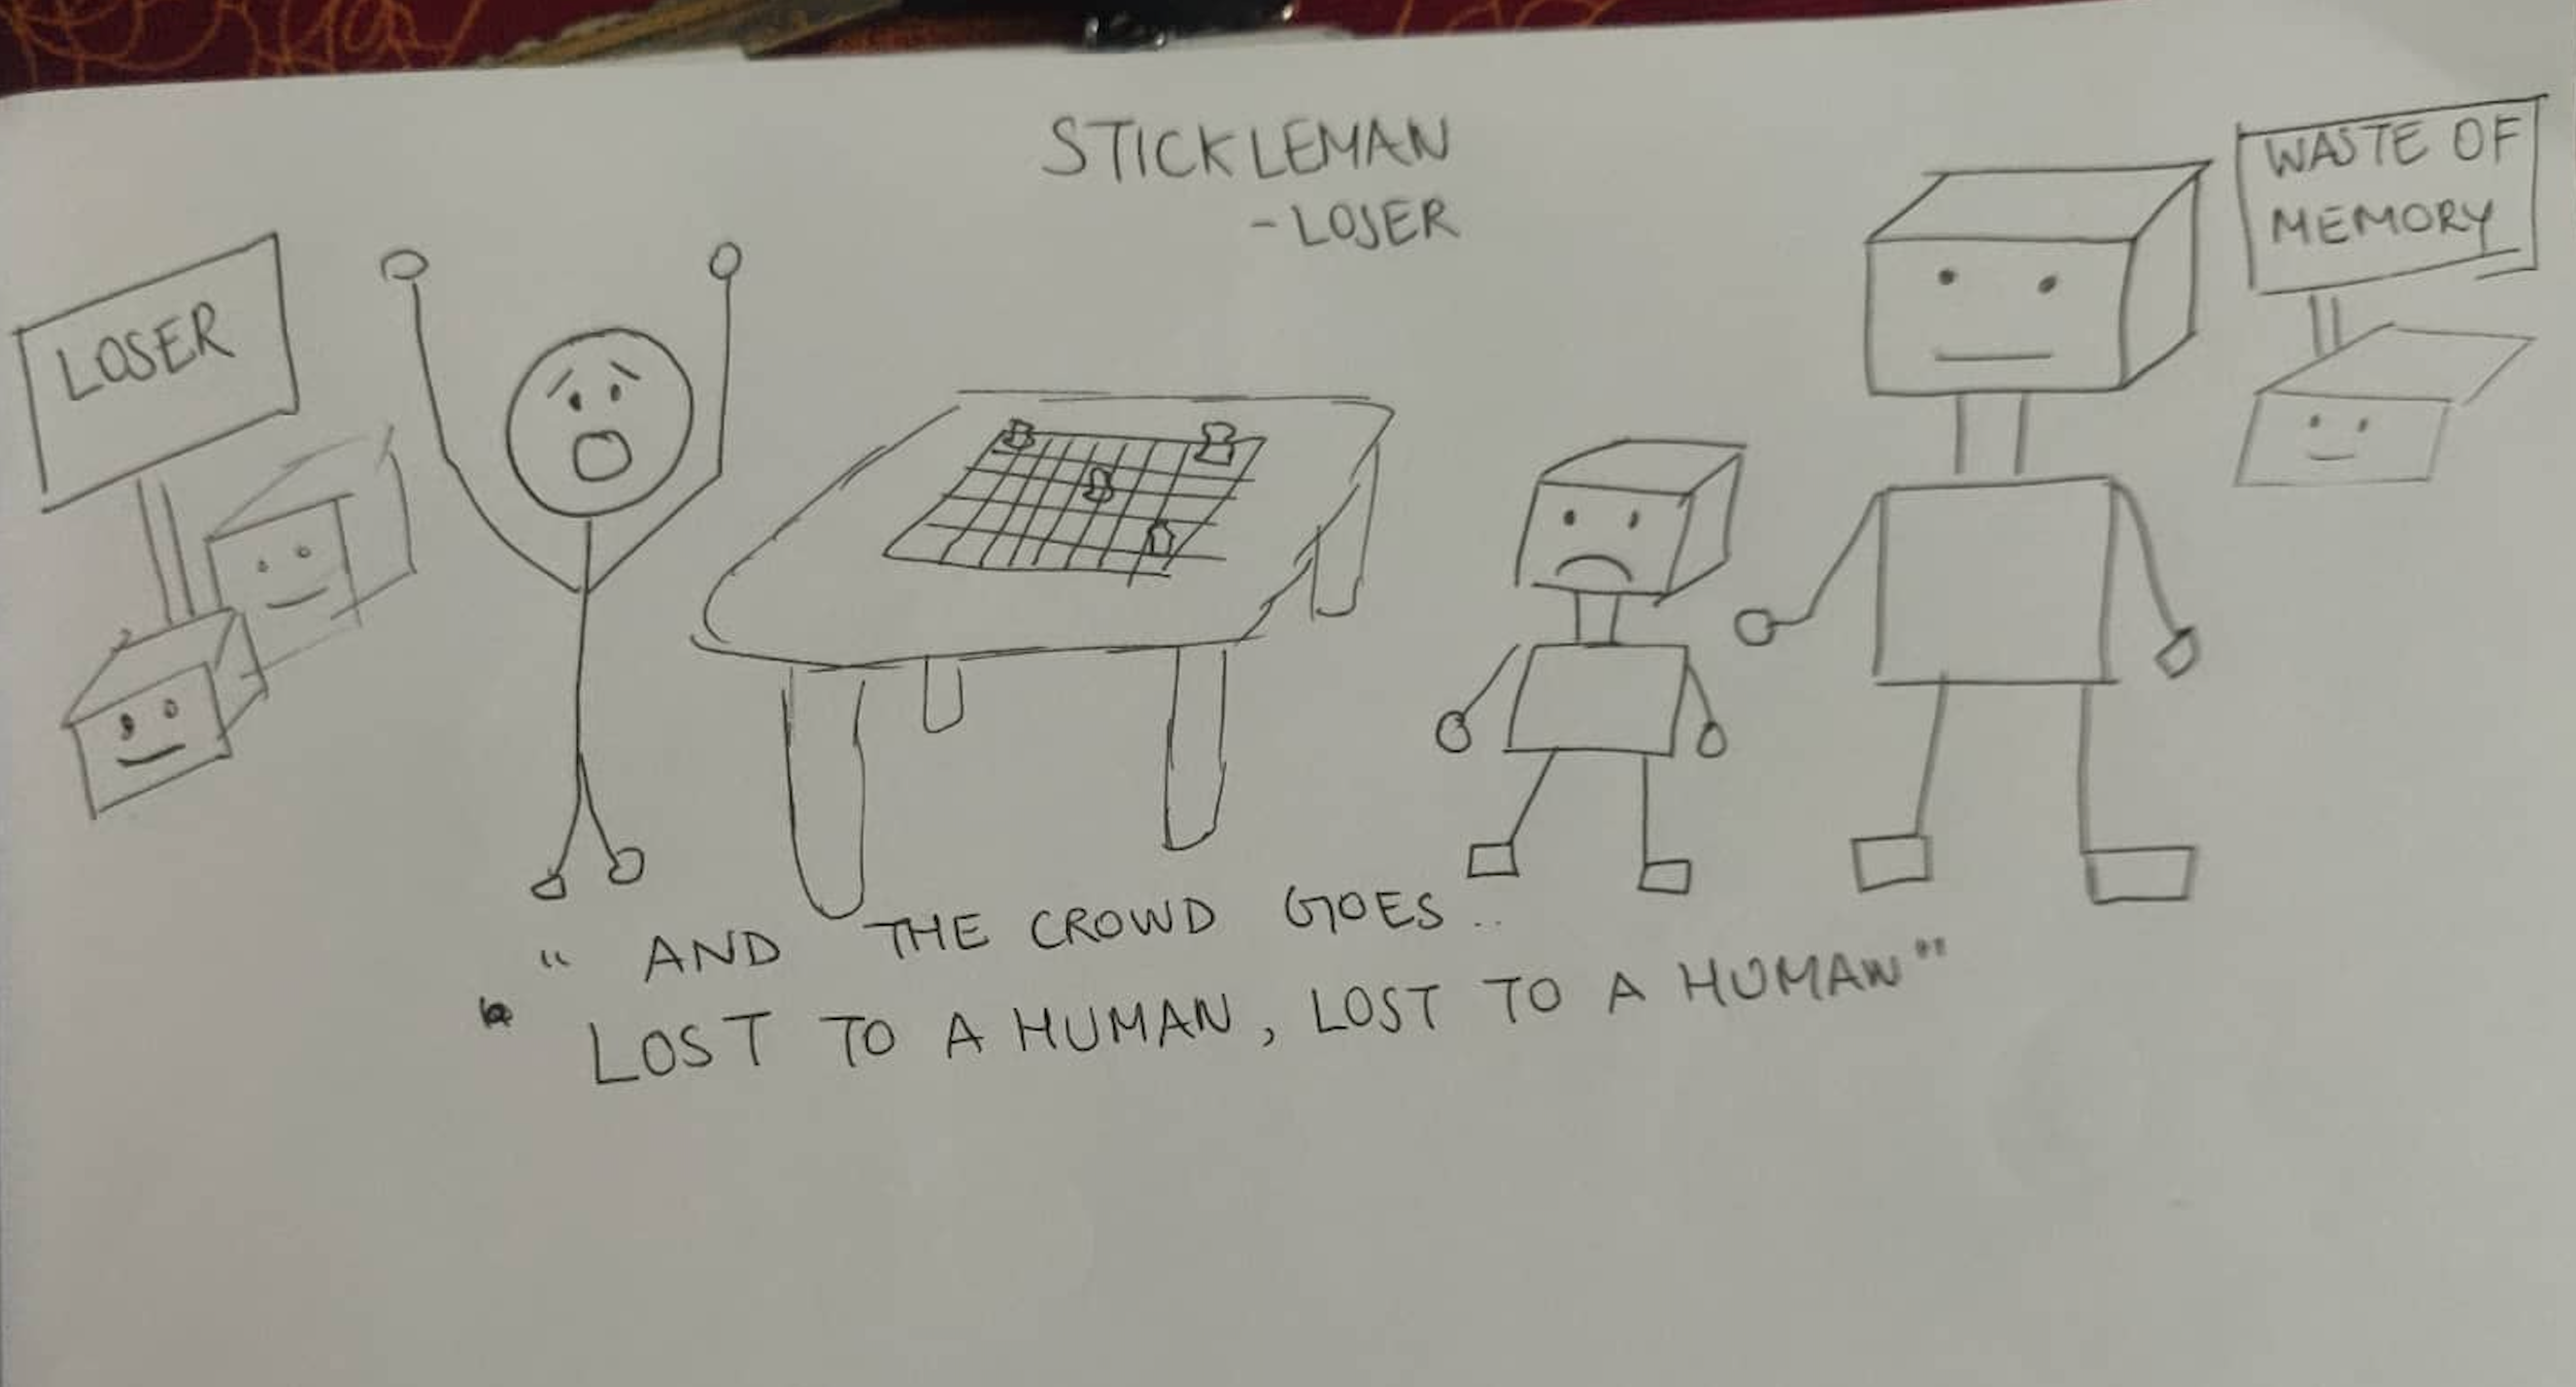 STICKLEMAN
- LOSER
LOSER
WASTE OF
MEMORY
“ AND THE CROWD GOES..
LOST TO A HUMAN, LOST TO A HUMAN”